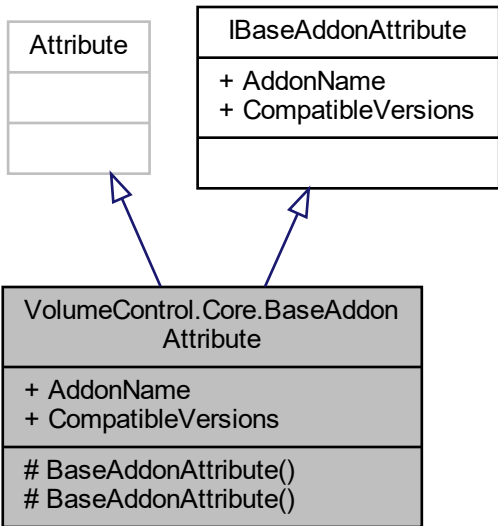 Attribute
IBaseAddonAttribute
+ AddonName
+ CompatibleVersions
VolumeControl.Core.BaseAddon
Attribute
+ AddonName
+ CompatibleVersions
# BaseAddonAttribute()
# BaseAddonAttribute()